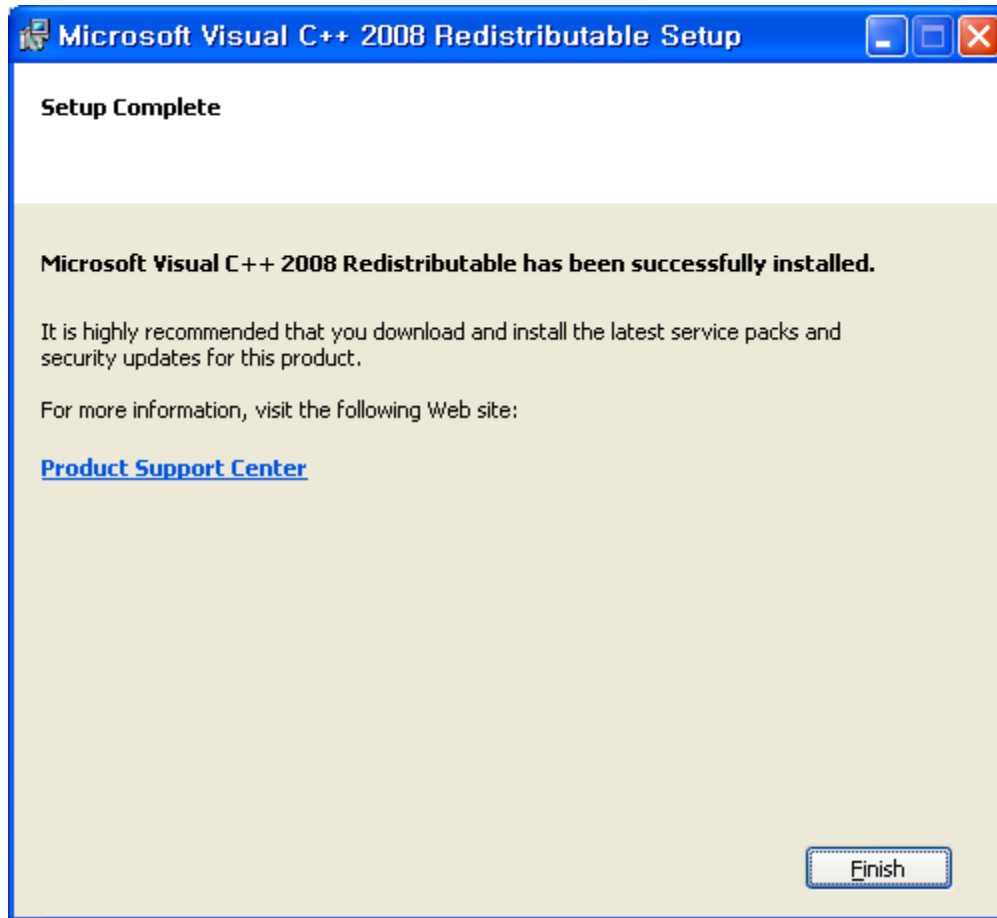 Microsoft Visual C++ 2008 Redistributable Setup
Setup Complete
Microsoft Visual C++ 2008 Redistributable has been successfully installed.
It is highly recommended that you download and install the latest service packs and
security updates for this product.
For more information, visit the following Web site:
Product Support Center
Finish